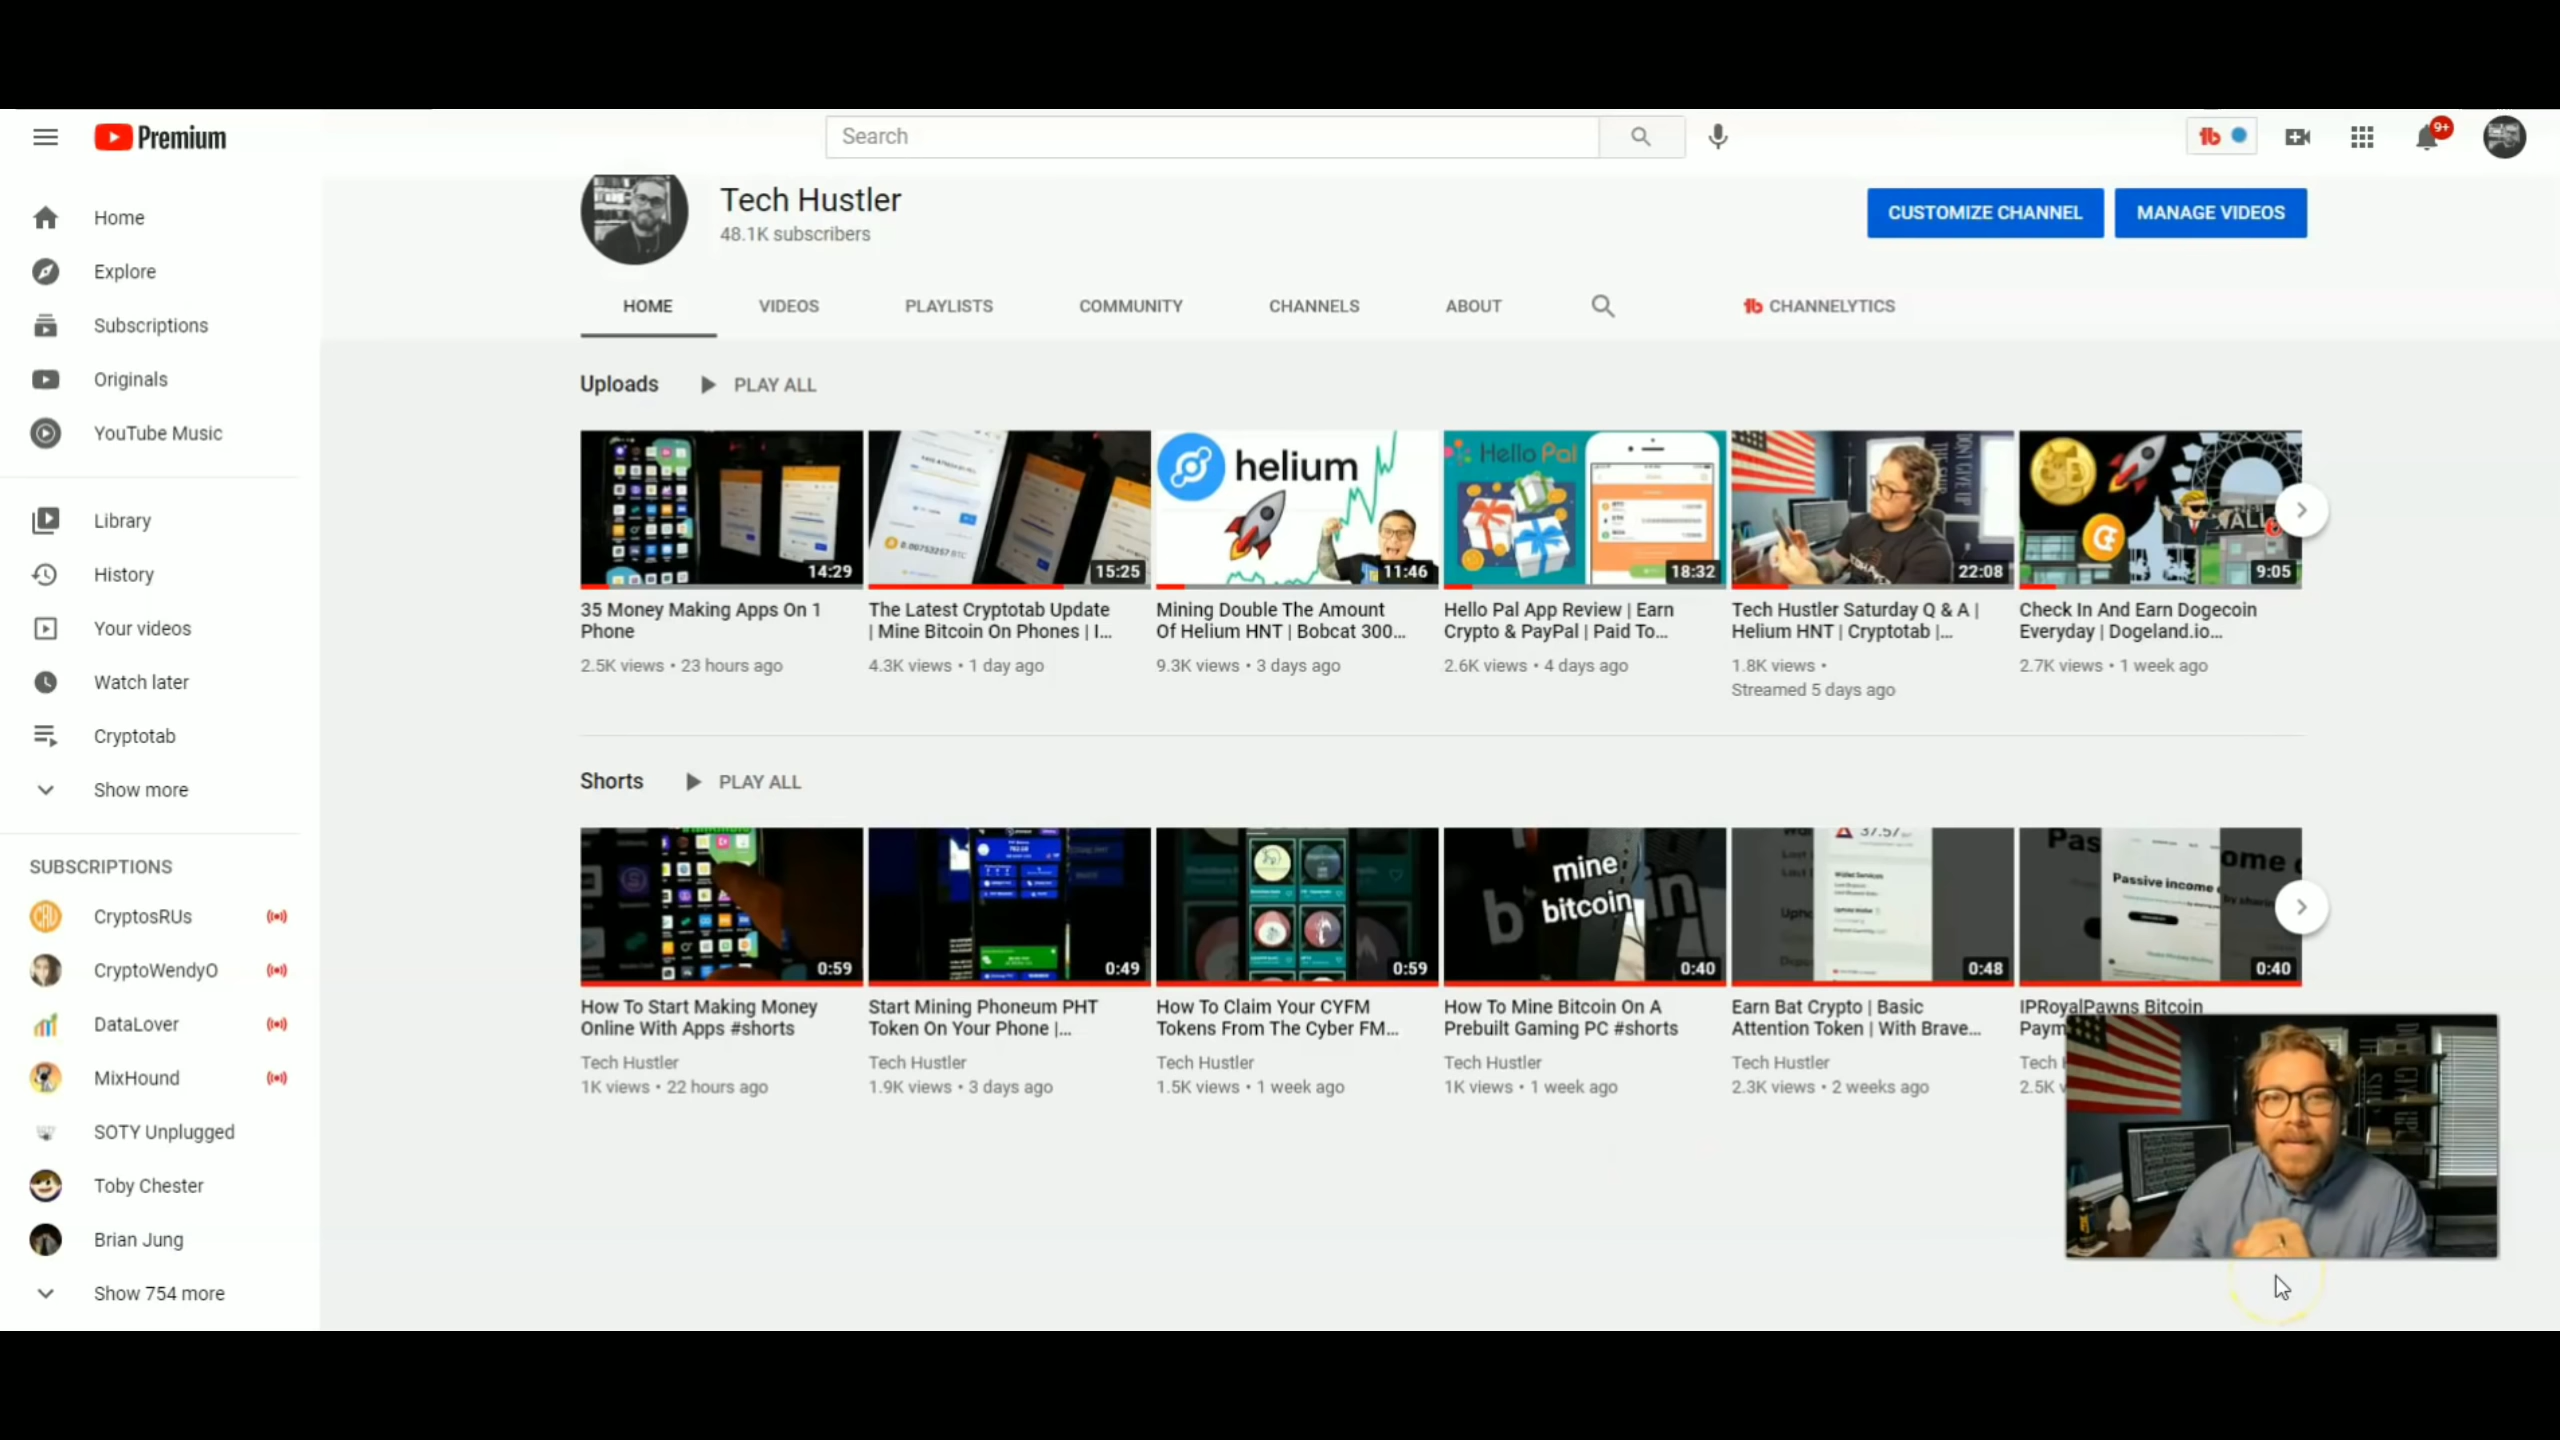 Premium
Search
9+
Home
Explore
Subscriptions
Originals
YouTube Music
Library
History
Your videos
Watch later
Cryptotab
Show more
SUBSCRIPTIONS
CryptosRUs
CryptoWendyO
DataLover
MixHound
SOTY Unplugged
Toby Chester
Brian Jung
Show 754 more
Tech Hustler
48.1K subscribers
CUSTOMIZE CHANNEL
MANAGE VIDEOS
HOME
VIDEOS
PLAYLISTS
COMMUNITY
CHANNELS
ABOUT
CHANNELYTICS
Uploads
PLAY ALL
14:29
35 Money Making Apps On 1
Phone
2.5K views • 23 hours ago
15:25
The Latest Cryptotab Update
| Mine Bitcoin On Phones | I...
4.3K views • 1 day ago
helium
11:46
Mining Double The Amount
Of Helium HNT | Bobcat 300...
9.3K views • 3 days ago
Hello Pal
18:32
Hello Pal App Review | Earn
Crypto & PayPal | Paid To...
2.6K views • 4 days ago
22:08
Tech Hustler Saturday Q & A |
Helium HNT | Cryptotab |...
1.8K views •
Streamed 5 days ago
9:05
Check In And Earn Dogecoin
Everyday | Dogeland.io...
2.7K views • 1 week ago
Shorts
PLAY ALL
0:59
How To Start Making Money
Online With Apps #shorts
Tech Hustler
1K views • 22 hours ago
0:49
Start Mining Phoneum PHT
Token On Your Phone |...
Tech Hustler
1.9K views • 3 days ago
0:59
How To Claim Your CYFM
Tokens From The Cyber FM...
Tech Hustler
1.5K views • 1 week ago
mine
bitcoin
0:40
How To Mine Bitcoin On A
Prebuilt Gaming PC #shorts
Tech Hustler
1K views • 1 week ago
37.57
0:48
Earn Bat Crypto | Basic
Attention Token | With Brave...
Tech Hustler
2.3K views • 2 weeks ago
Passive income
0:40
IPRoyalPawns Bitcoin
Paym
Tech
2.5K